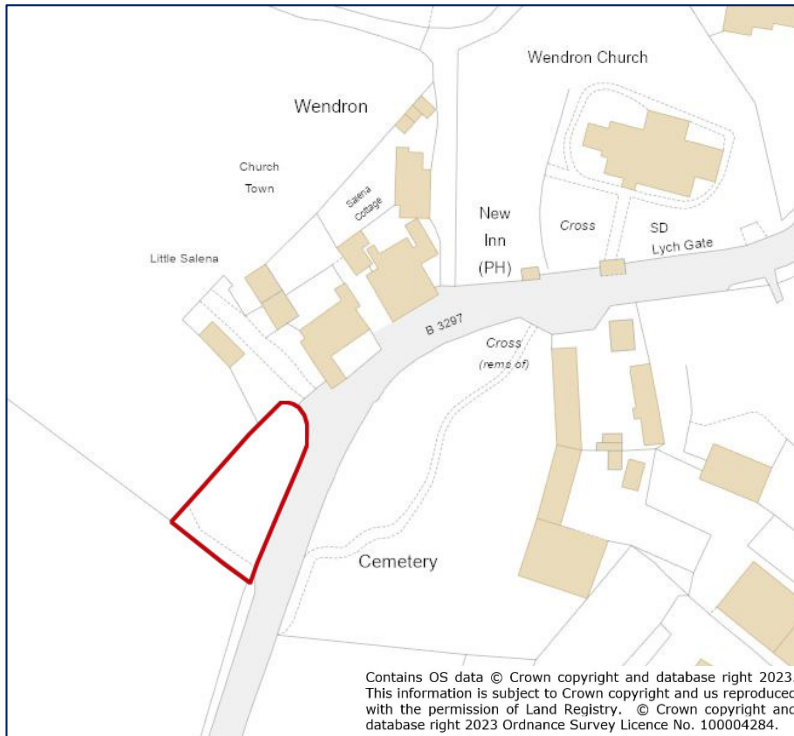 Wendron Church
Wendron
Church
Town
Salena
Cottage
New
Inn
(PH)
Cross
SD
Lych Gate
Little Salena
B 3297
Cross
(rems of)
Cemetery
Contains OS data © Crown copyright and database right 2023.
This information is subject to Crown copyright and us reproduced
with the permission of Land Registry. © Crown copyright and
database right 2023 Ordnance Survey Licence No. 100004284.